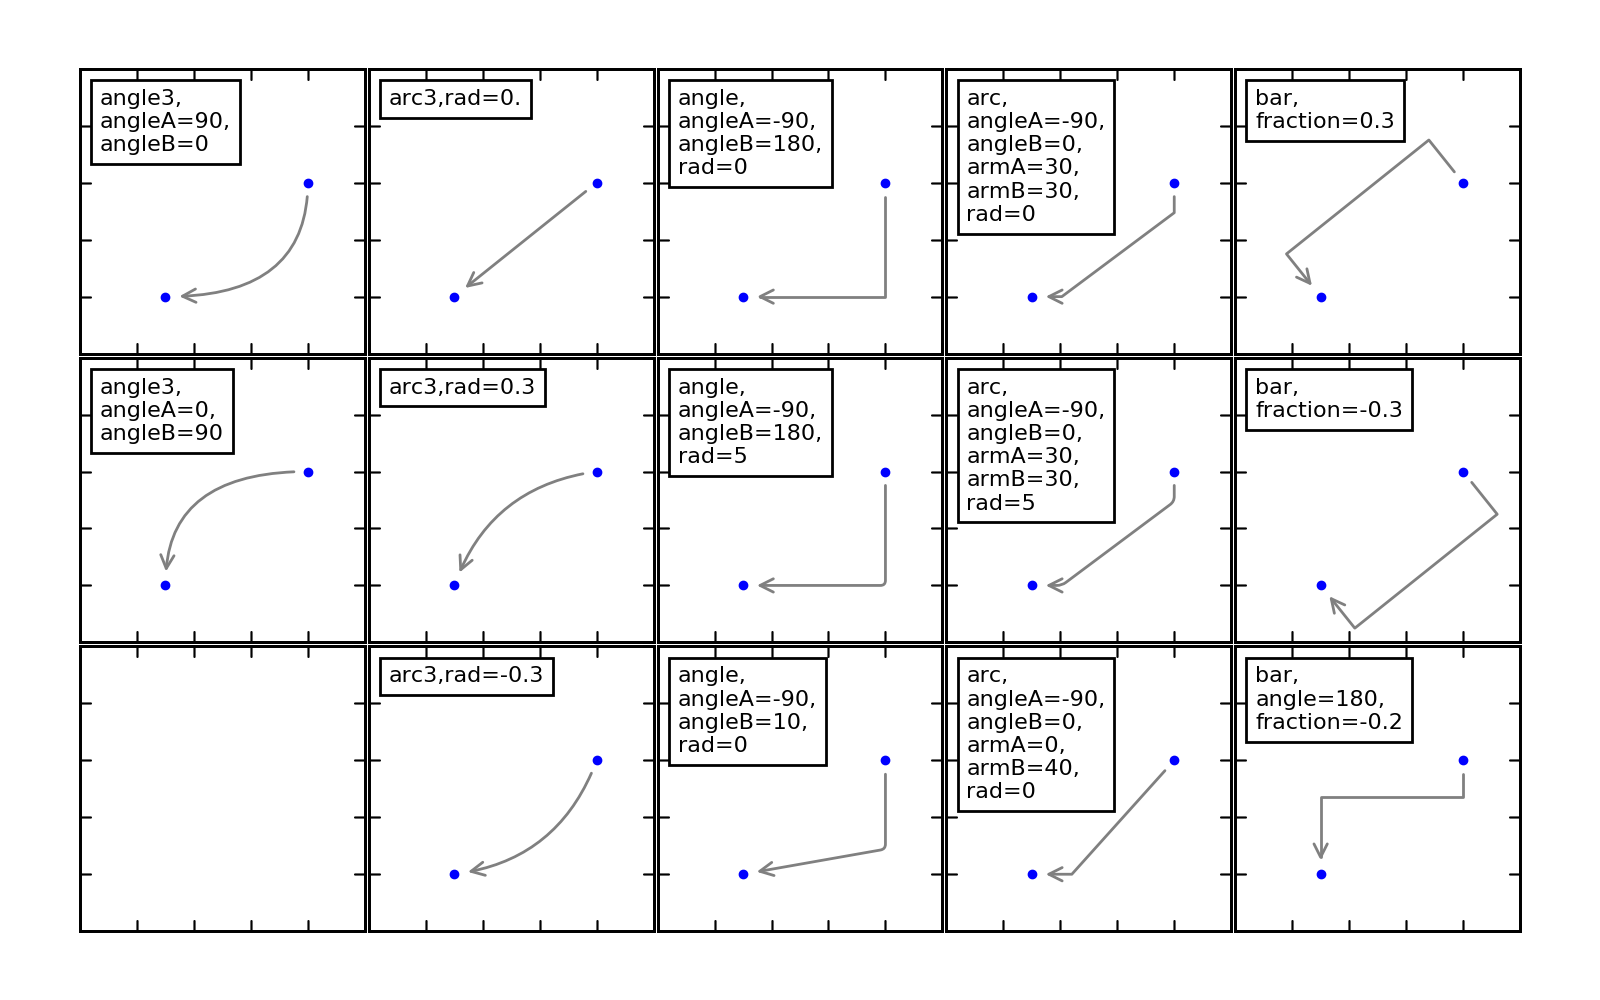 angle3,
angleA=90,
angleB=0
arc3,rad=0.
angle,
angleA=-90,
angleB=180,
rad=0
arc,
angleA=-90,
angleB=0,
armA=30,
armB=30,
rad=0
bar,
fraction=0.3
angle3,
angleA=0,
angleB=90
arc3,rad=0.3
angle,
angleA=-90,
angleB=180,
rad=5
arc,
angleA=-90,
angleB=0,
armA=30,
armB=30,
rad=5
bar,
fraction=-0.3
arc3,rad=-0.3
angle,
angleA=-90,
angleB=10,
rad=0
arc,
angleA=-90,
angleB=0,
armA=0,
armB=40,
rad=0
bar,
angle=180,
fraction=-0.2